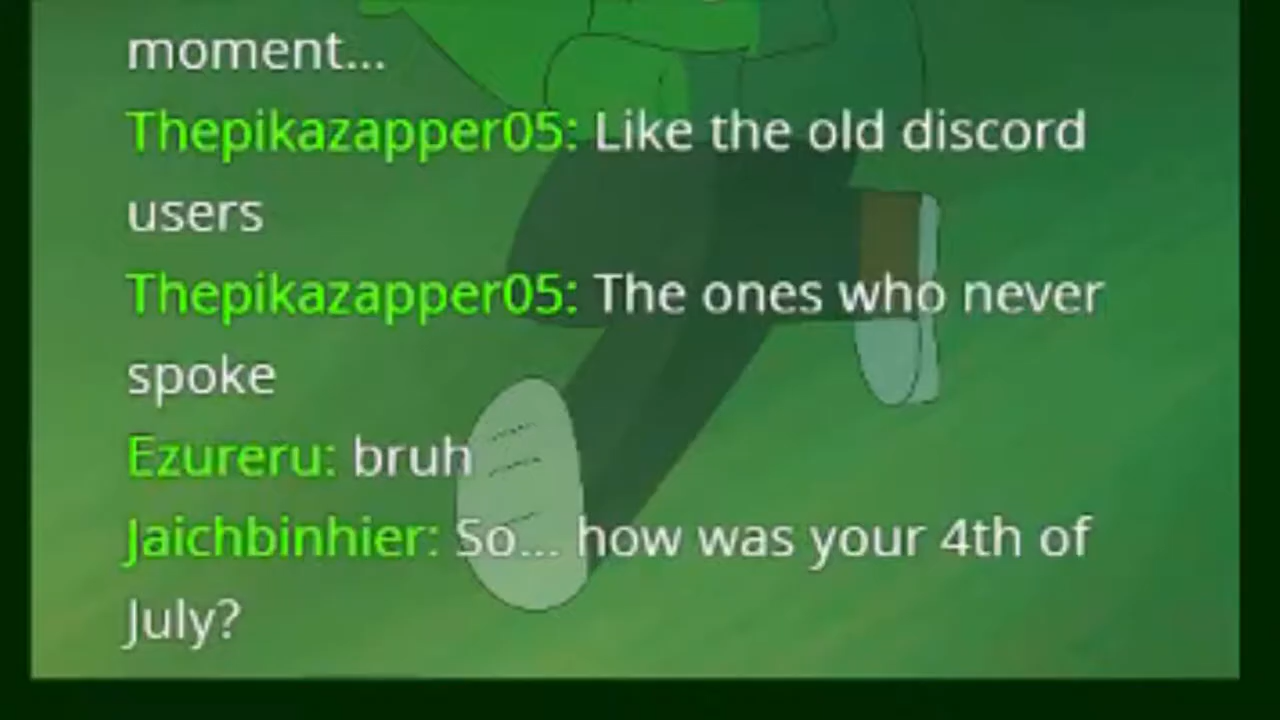 moment...
Thepikazapper05: Like the old discord
users
Thepikazapper05: The ones who never
spoke
Ezureru: bruh
Jaichbinhier: So... how was your 4th of
July?